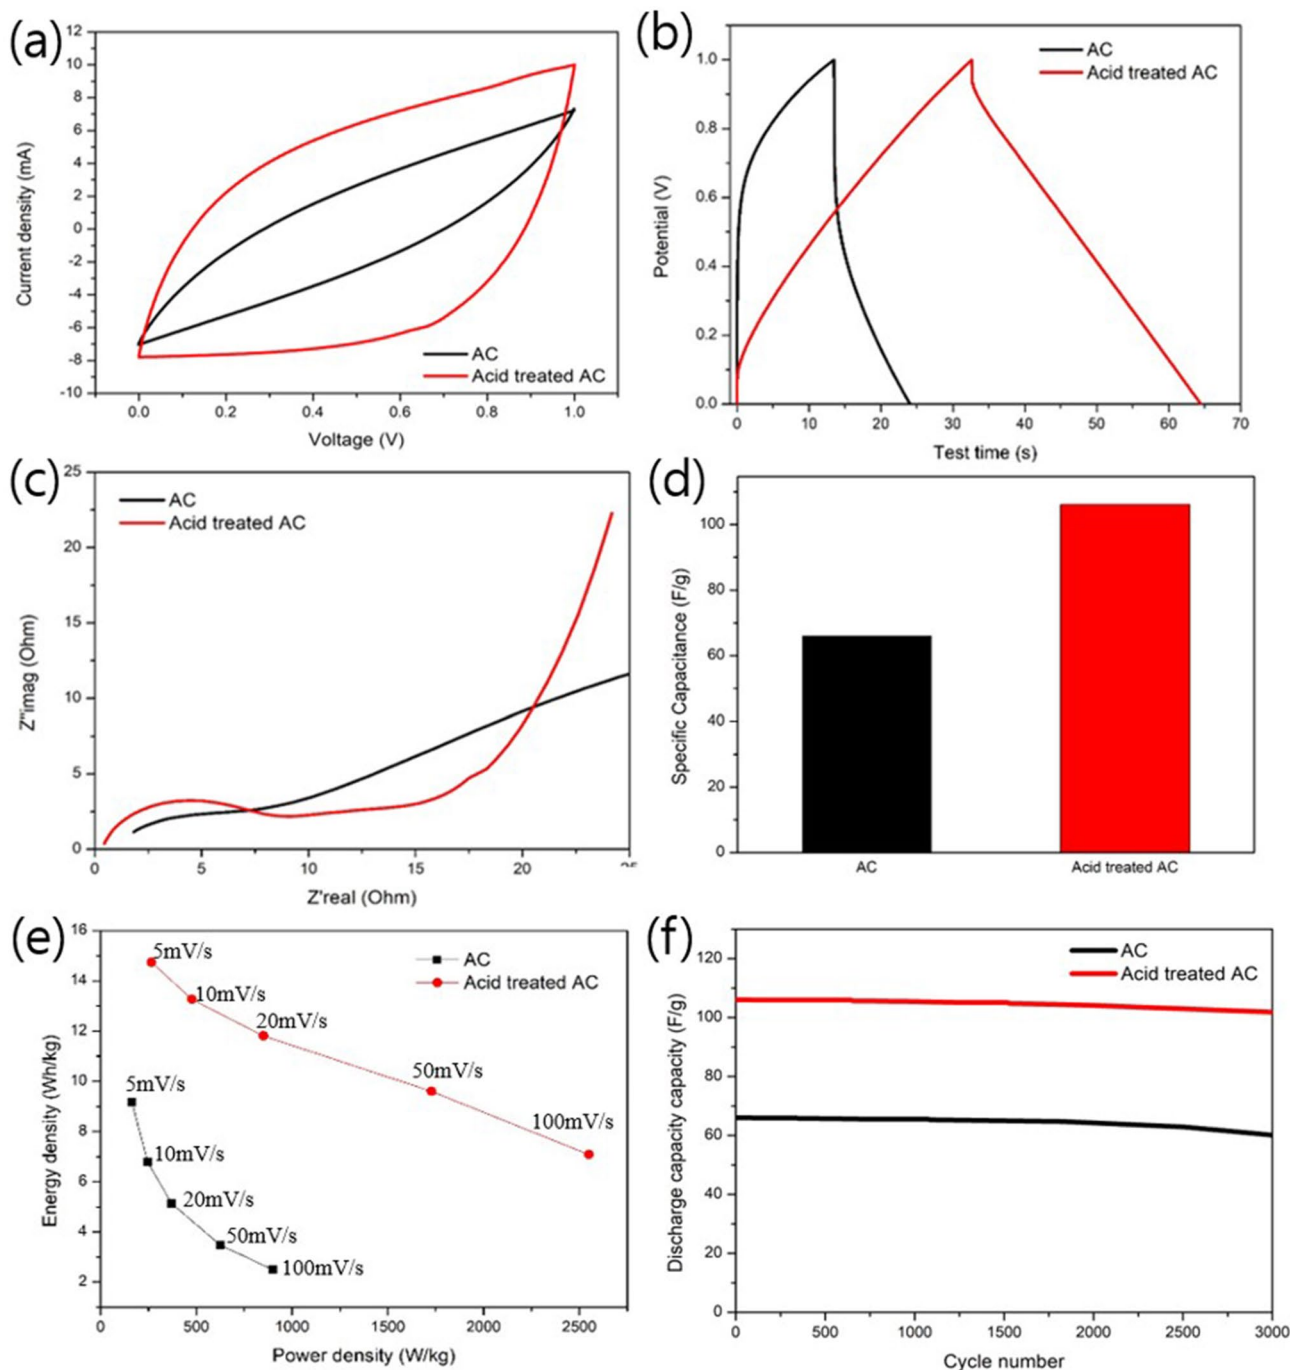 (a)
12
10
8
6
4
2
0
-2
-4
-6
-8
-10
Current density (mA)
AC
Acid treated AC
0.0 0.2 0.4 0.6 0.8 1.0
Voltage (V)
(b)
AC
Acid treated AC
1.0
0.8
0.6
0.4
0.2
0.0
Potential (V)
0 10 20 30 40 50 60 70
Test time (s)
(c)
25
20
15
10
5
0
Z"imag (Ohm)
AC
Acid treated AC
0 5 10 15 20
Z'real (Ohm)
(d)
100
80
60
40
20
0
Specific Capacitance (F/g)
AC Acid treated AC
(e)
16
14
12
10
8
6
4
2
Energy density (Wh/kg)
AC
Acid treated AC
5mV/s
10mV/s
20mV/s
50mV/s
100mV/s
5mV/s
10mV/s
20mV/s
50mV/s
100mV/s
0 500 1000 1500 2000 2500
Power density (W/kg)
(f)
120
100
80
60
40
20
0
Discharge capacity capacity (F/g)
AC
Acid treated AC
0 500 1000 1500 2000 2500 3000
Cycle number